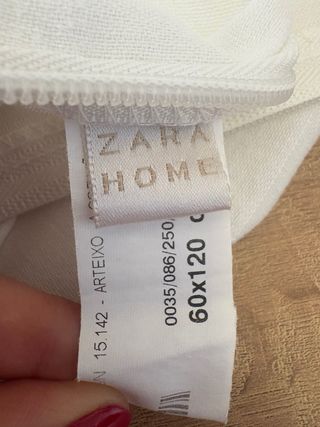 ZARA
HOME
N 15.142 - ARTEIXO
0035/086/250/
60x120 c